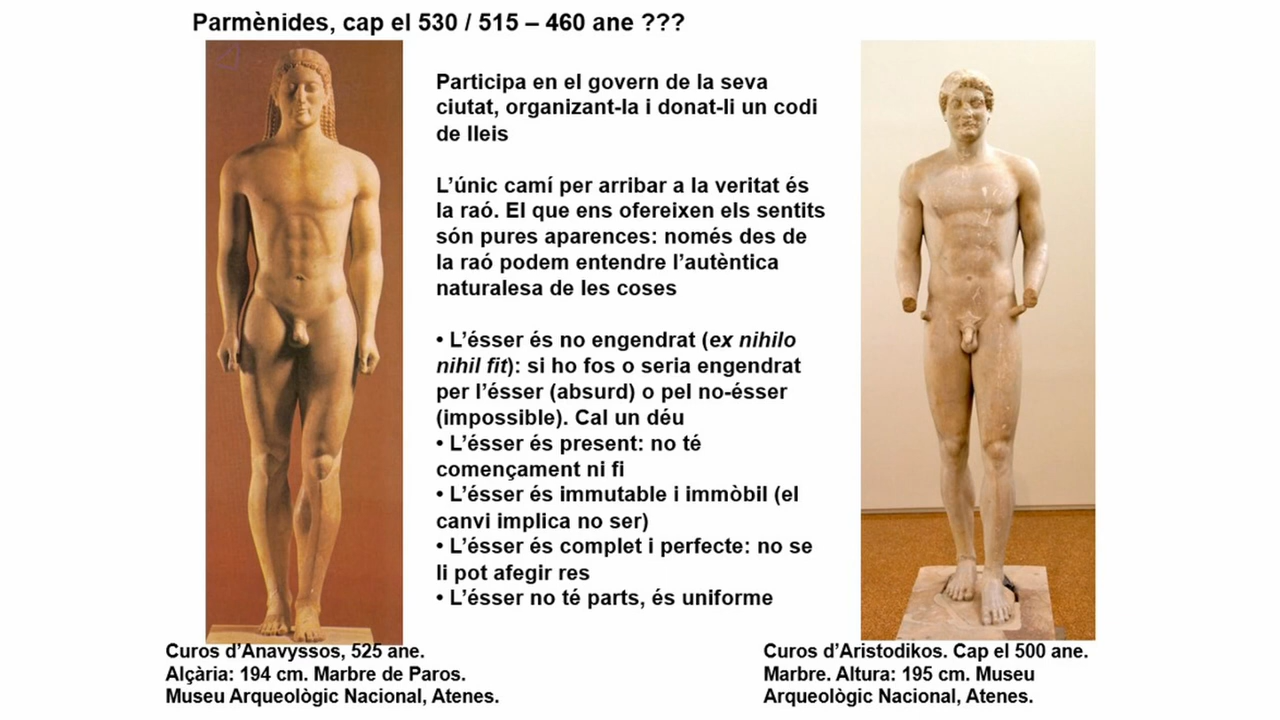 Parmènides, cap el 530 / 515 – 460 ane ???
Participa en el govern de la seva
ciutat, organizant-la i donat-li un codi
de lleis
L’únic camí per arribar a la veritat és
la raó. El que ens ofereixen els sentits
són pures aparences: només des de
la raó podem entendre l’autèntica
naturalesa de les coses
• L’ésser és no engendrat (ex nihilo
nihil fit): si ho fos o seria engendrat
per l’ésser (absurd) o pel no-ésser
(impossible). Cal un déu
• L’ésser és present: no té
començament ni fi
• L’ésser és immutable i immòbil (el
canvi implica no ser)
• L’ésser és complet i perfecte: no se
li pot afegir res
• L’ésser no té parts, és uniforme
Curos d’Anavyssos, 525 ane.
Alçària: 194 cm. Marbre de Paros.
Museu Arqueològic Nacional, Atenes.
Curos d’Aristodikos. Cap el 500 ane.
Marbre. Altura: 195 cm. Museu
Arqueològic Nacional, Atenes.